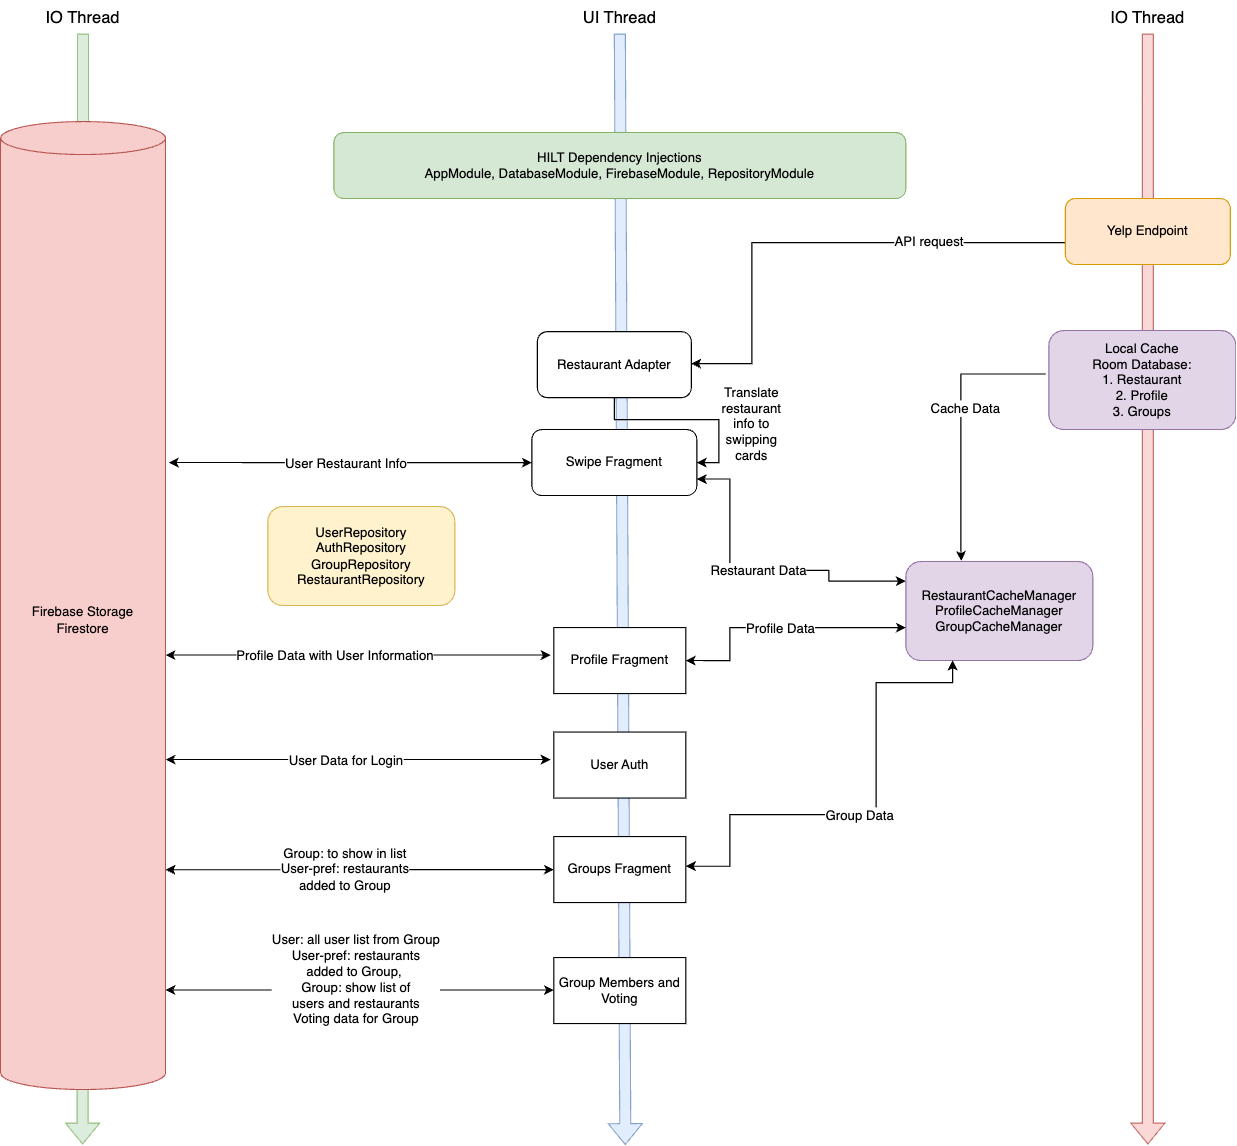 IO Thread
UI Thread
IO Thread
HILT Dependency Injections
AppModule, DatabaseModule, FirebaseModule, RepositoryModule
Yelp Endpoint
API request
Local Cache
Room Database:
1. Restaurant
2. Profile
3. Groups
Restaurant Adapter
Translate
restaurant
info to
swipping
cards
Cache Data
User Restaurant Info
Swipe Fragment
UserRepository
AuthRepository
GroupRepository
RestaurantRepository
Restaurant Data
RestaurantCacheManager
ProfileCacheManager
GroupCacheManager
Firebase Storage
Firestore
Profile Data
Profile Data with User Information
Profile Fragment
User Data for Login
User Auth
Group Data
Group: to show in list
User-pref: restaurants
added to Group
Groups Fragment
User: all user list from Group
User-pref: restaurants
added to Group,
Group: show list of
users and restaurants
Voting data for Group
Group Members and
Voting